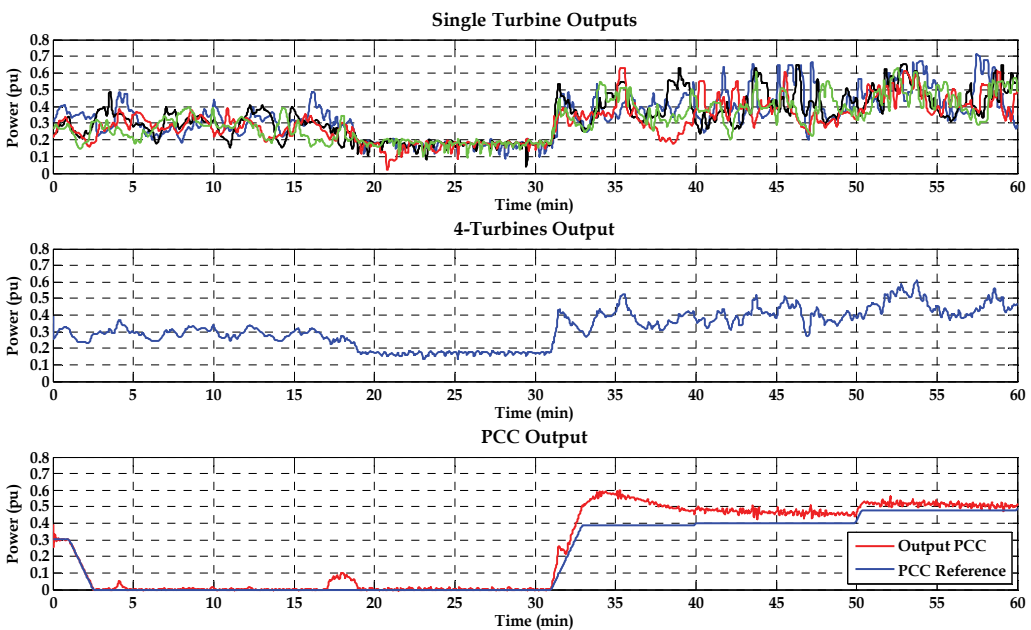 Single Turbine Outputs
Power (pu)
0.8
0.7
0.6
0.5
0.4
0.3
0.2
0.1
0
0 5 10 15 20 25 30 35 40 45 50 55 60
Time (min)
4-Turbines Output
Power (pu)
0.8
0.7
0.6
0.5
0.4
0.3
0.2
0.1
0
0 5 10 15 20 25 30 35 40 45 50 55 60
Time (min)
PCC Output
Power (pu)
0.8
0.7
0.6
0.5
0.4
0.3
0.2
0.1
0
Output PCC
PCC Reference
0 5 10 15 20 25 30 35 40 45 50 55 60
Time (min)